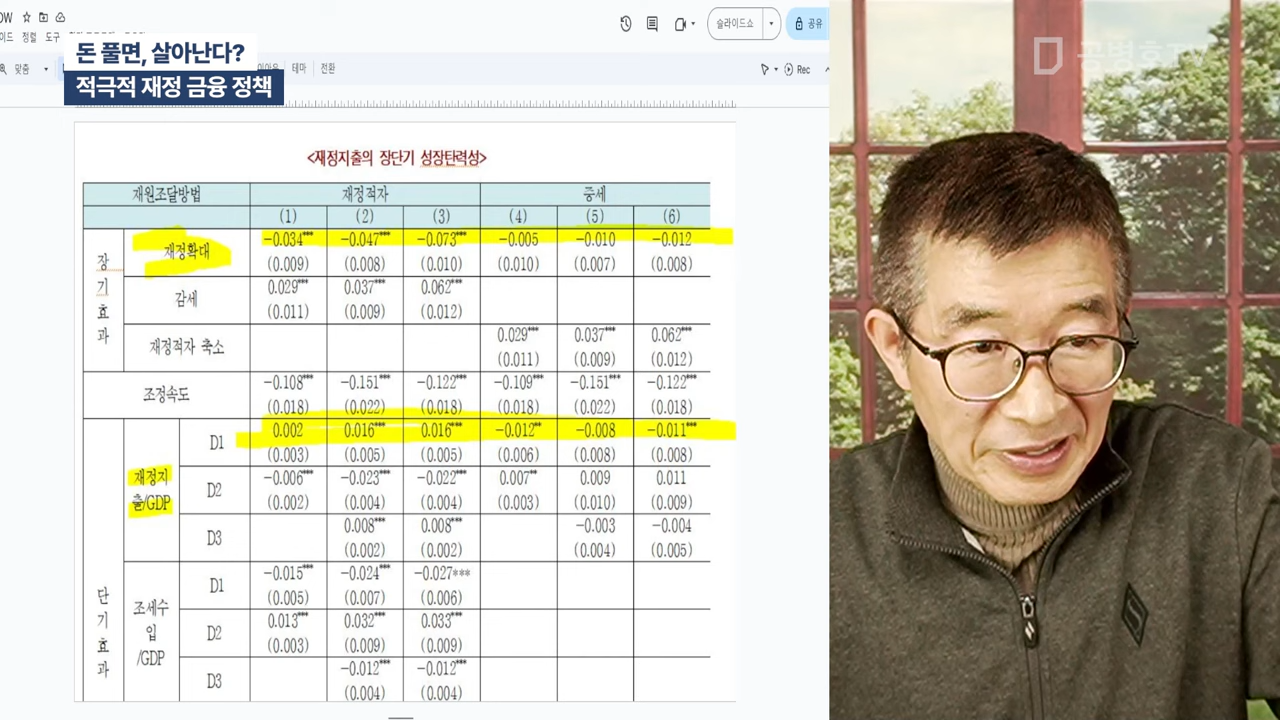 OW
슬라이드쇼
공유
정렬 도구
돈 풀면, 살아난다?
적극적 재정 금융 정책
맞춤
테마 전환
Rec
공병호TV
<재정지출의 장단기 성장탄력성>
재원조달방법 재정적자 증세
(1) (2) (3) (4) (5) (6)
장기효과 재정확대 -0.034*** -0.047*** -0.073*** -0.005 -0.010 -0.012
(0.009) (0.008) (0.010) (0.010) (0.007) (0.008)
감세 0.029*** 0.037*** 0.062***
(0.011) (0.009) (0.012)
재정적자 축소 0.029*** 0.037*** 0.062***
(0.011) (0.009) (0.012)
조정속도 -0.108*** -0.151*** -0.122*** -0.109*** -0.151*** -0.122***
(0.018) (0.022) (0.018) (0.018) (0.022) (0.018)
단기효과 재정지출/GDP D1 0.002 0.016*** 0.016*** -0.012** -0.008 -0.011***
(0.003) (0.005) (0.005) (0.006) (0.008) (0.008)
D2 -0.006*** -0.023*** -0.022*** 0.007** 0.009 0.011
(0.002) (0.004) (0.004) (0.003) (0.010) (0.009)
D3 0.008*** 0.008*** -0.003 -0.004
(0.002) (0.002) (0.004) (0.005)
조세수입/GDP D1 -0.015*** -0.024*** -0.027***
(0.005) (0.007) (0.006)
D2 0.013*** 0.032*** 0.033***
(0.003) (0.009) (0.009)
D3 -0.012*** -0.012***
(0.004) (0.004)